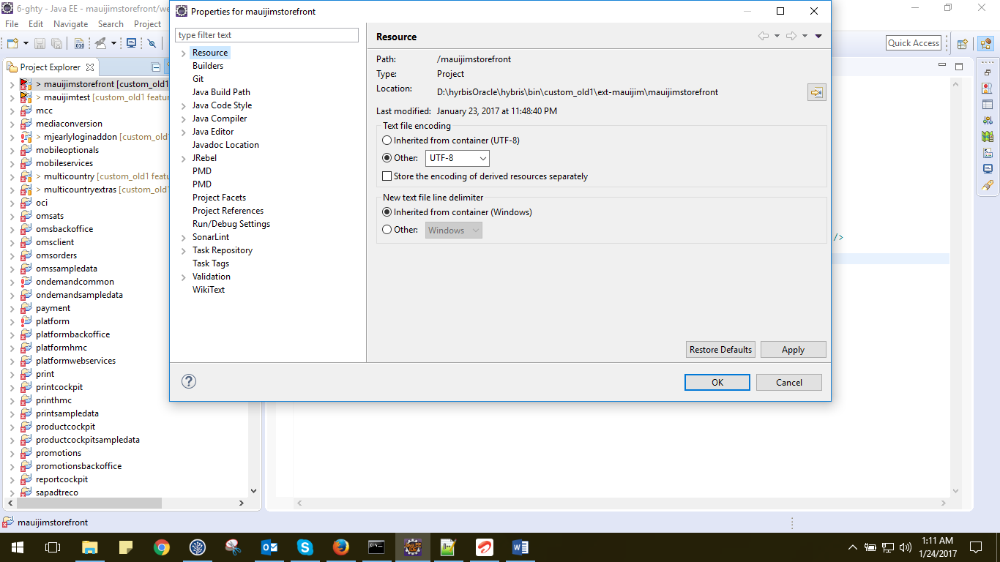 6-ghty - Java EE - mauijimstorefront/we
File Edit Navigate Search Project
Quick Access
Project Explorer
> mauijimstorefront [custom_old1
> mauijimtest [custom_old1 featur
mcc
mediaconversion
> mjearlyloginaddon [custom_old1
mobileoptionals
mobileservices
> multicountry [custom_old1 featu
> multicountryextras [custom_old1
oci
omsats
omsbackoffice
omsclient
omsorders
omssampledata
ondemandcommon
ondemandsampledata
payment
platform
platformbackoffice
platformhmc
platformwebservices
print
printcockpit
printhmc
printsampledata
productcockpit
productcockpitsampledata
promotions
promotionsbackoffice
reportcockpit
sapadtreco
mauijimstorefront
Properties for mauijimstorefront
type filter text
Resource
Builders
Git
Java Build Path
Java Code Style
Java Compiler
Java Editor
Javadoc Location
JRebel
PMD
PMD
Project Facets
Project References
Run/Debug Settings
SonarLint
Task Repository
Task Tags
Validation
WikiText
Resource
Path: /mauijimstorefront
Type: Project
Location: D:\hyrbisOracle\hybris\bin\custom_old1\ext-mauijim\mauijimstorefront
Last modified: January 23, 2017 at 11:48:40 PM
Text file encoding
Inherited from container (UTF-8)
Other: UTF-8
Store the encoding of derived resources separately
New text file line delimiter
Inherited from container (Windows)
Other: Windows
Restore Defaults Apply
OK Cancel
/>
1:11 AM
1/24/2017